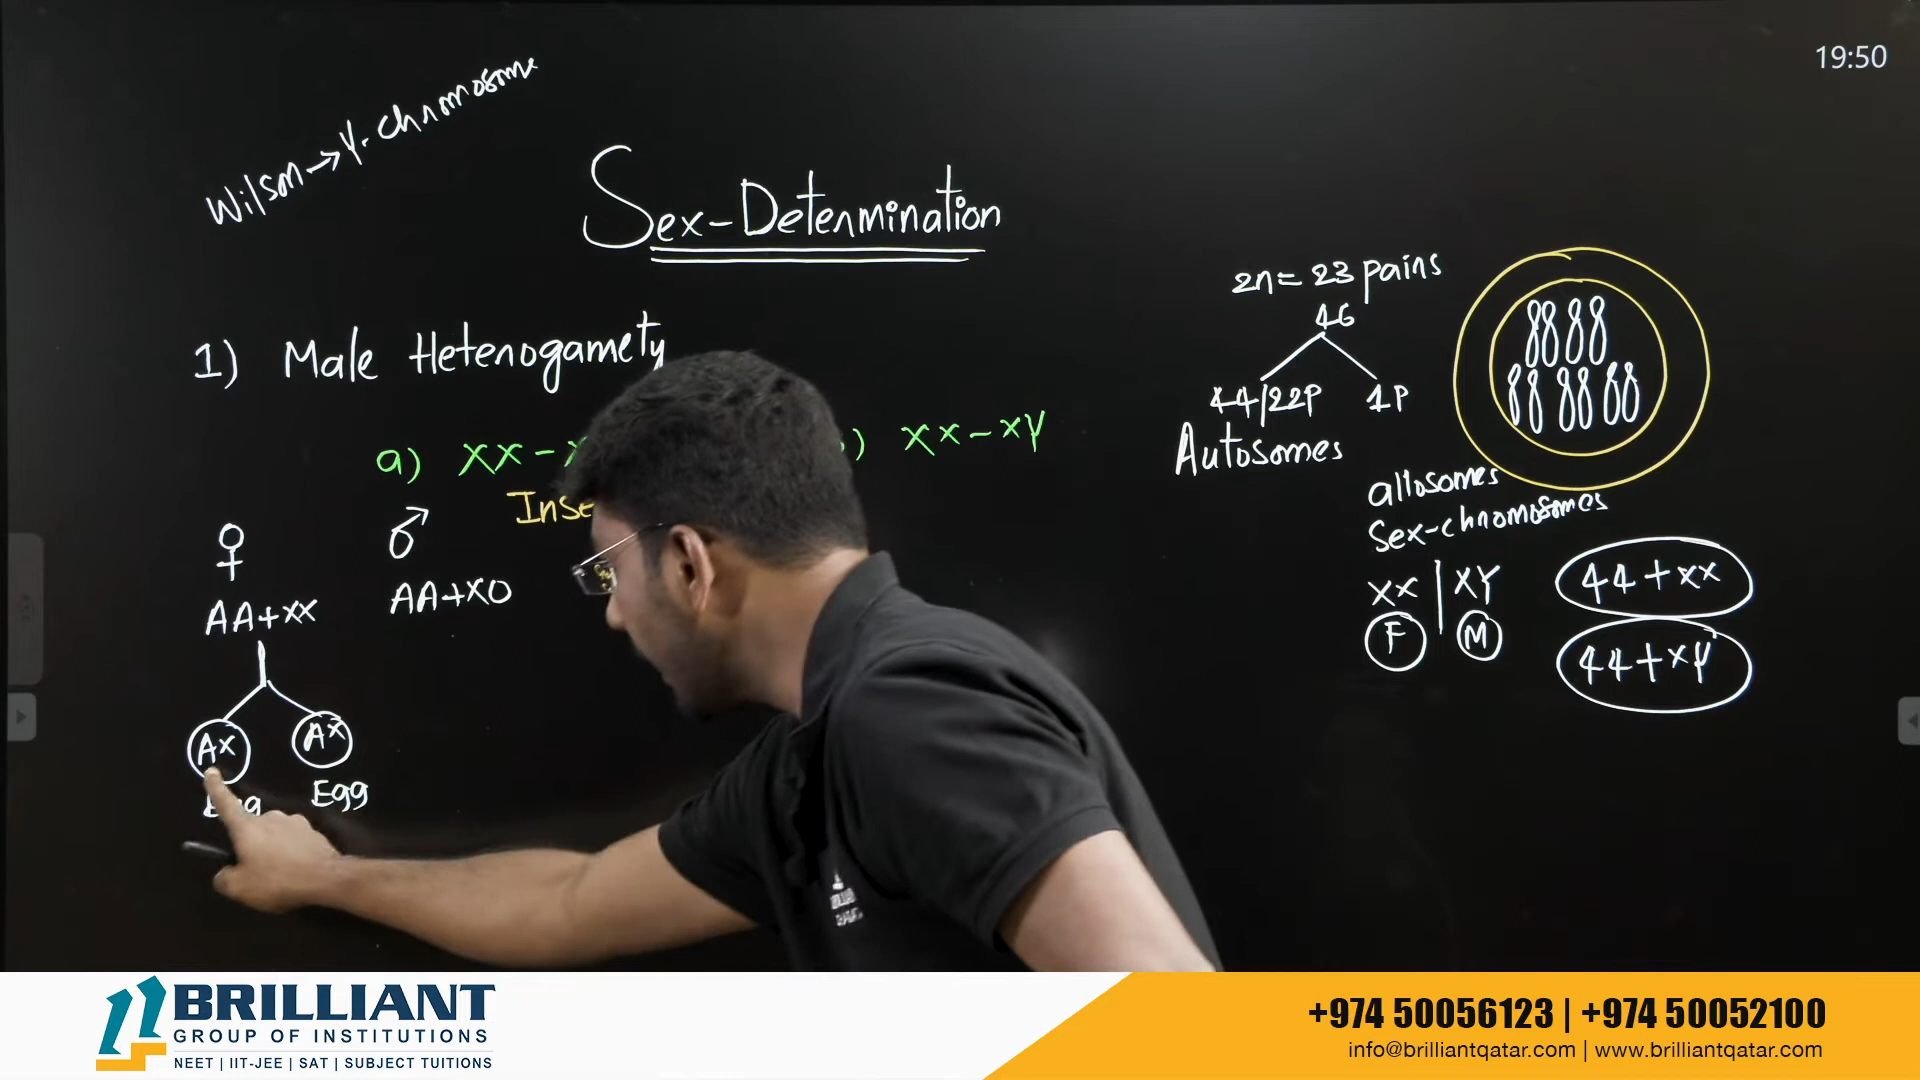 19:50
Wilson→Y-chromosome
Sex-Determination
1) Male Heterogamety
a) XX-
) XX-XY
♀
♂
AA+XX
AA+XO
AX
AX
Egg
2n=23 pairs
46
44/22P
1P
Autosomes
allosomes
Sex-chromosomes
XX | XY
F
M
44+XX
44+XY
BRILLIANT
GROUP OF INSTITUTIONS
NEET | IIT-JEE | SAT | SUBJECT TUITIONS
+974 50056123 | +974 50052100
info@brilliantqatar.com | www.brilliantqatar.com